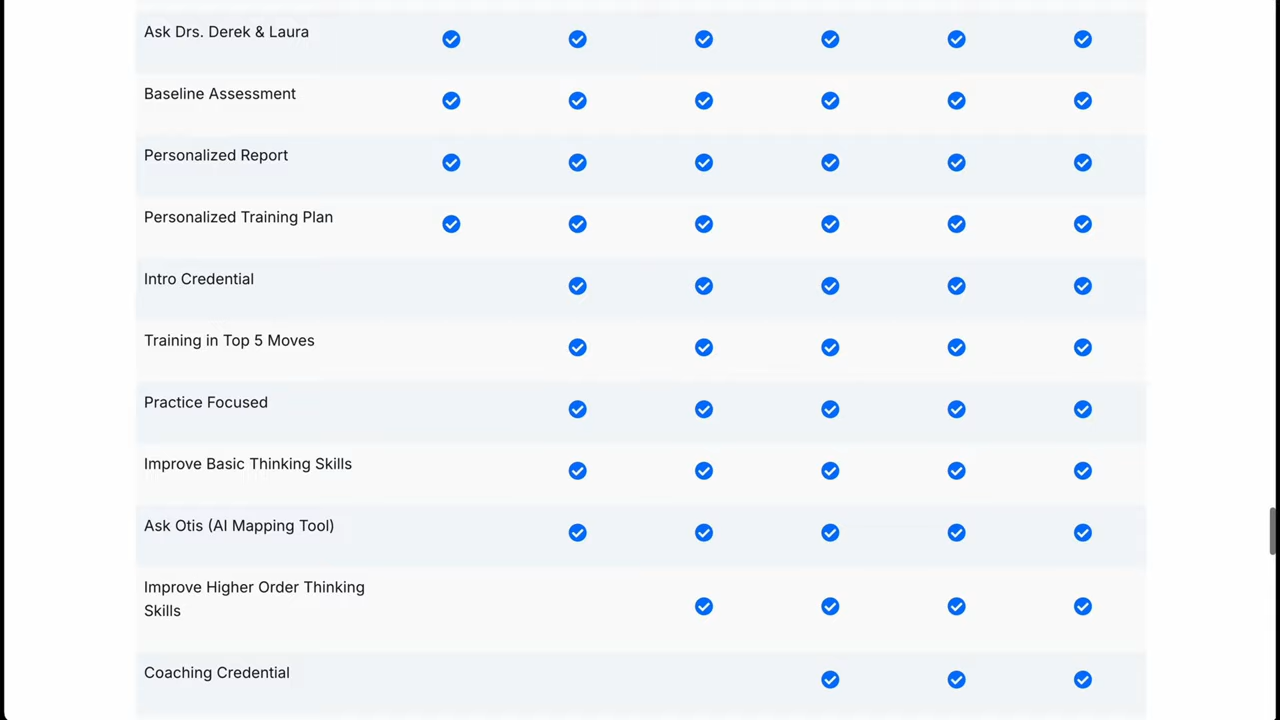 Ask Drs. Derek & Laura
Baseline Assessment
Personalized Report
Personalized Training Plan
Intro Credential
Training in Top 5 Moves
Practice Focused
Improve Basic Thinking Skills
Ask Otis (AI Mapping Tool)
Improve Higher Order Thinking
Skills
Coaching Credential